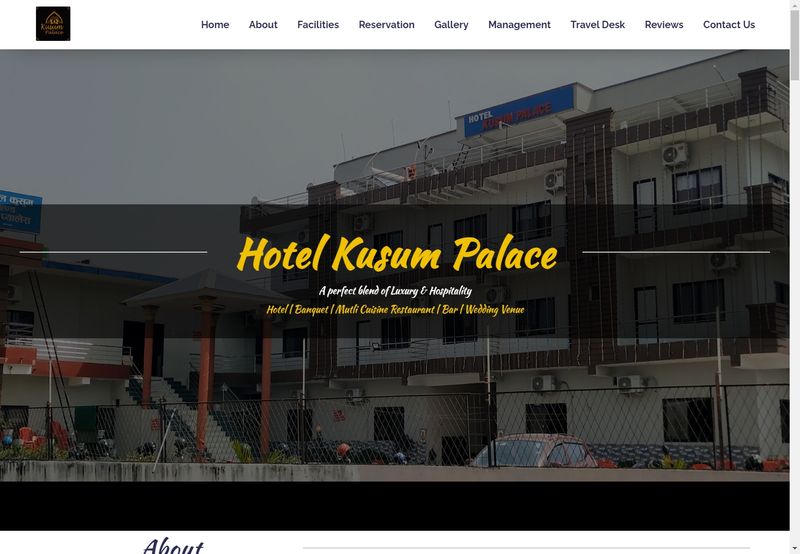 Kusum
Palace
Home About Facilities Reservation Gallery Management Travel Desk Reviews Contact Us
HOTEL
KUSUM PALACE
Hotel Kusum Palace
A perfect blend of Luxury & Hospitality
Hotel | Banquet | Mutli Cuisine Restaurant | Bar | Wedding Venue
About